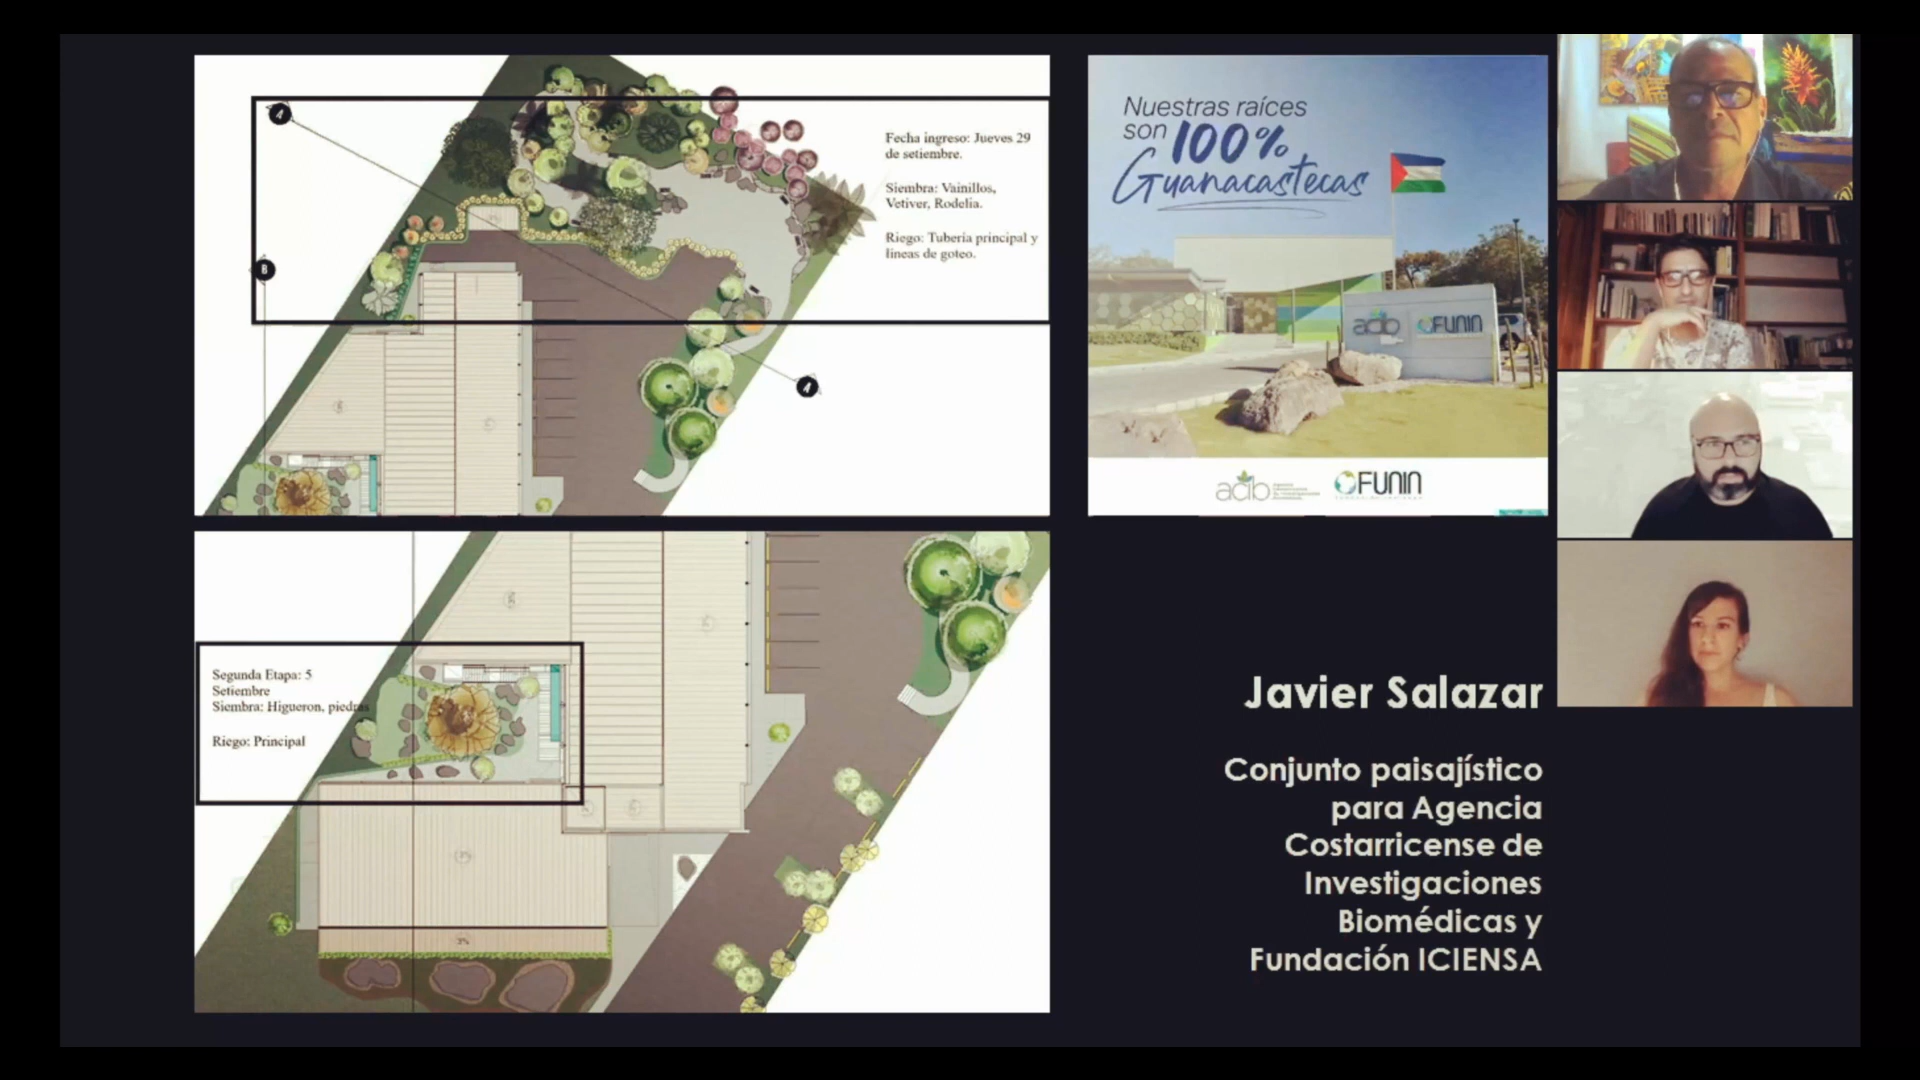 A
Fecha ingreso: Jueves 29
de setiembre.
Siembra: Vainillos,
Vetiver, Rodelia.
Riego: Tubería principal y
líneas de goteo.
B
A
Nuestras raíces
son 100%
Guanacastecas
adib FUNIN
adib FUNIN
Segunda Etapa: 5
Setiembre
Siembra: Higueron, piedras
Riego: Principal
Javier Salazar
Conjunto paisajístico
para Agencia
Costarricense de
Investigaciones
Biomédicas y
Fundación ICIENSA